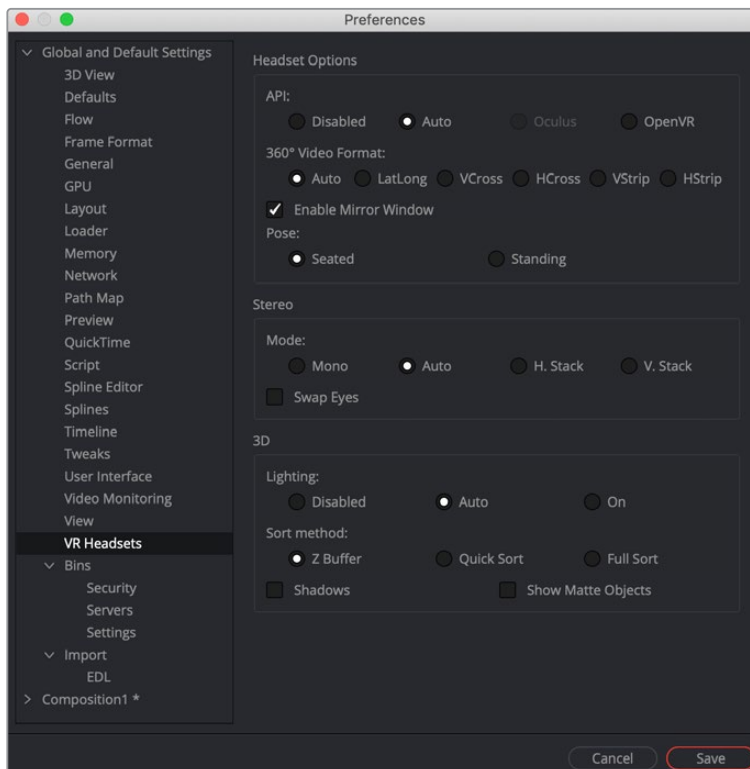 Preferences
Global and Default Settings
3D View
Defaults
Flow
Frame Format
General
GPU
Layout
Loader
Memory
Network
Path Map
Preview
QuickTime
Script
Spline Editor
Splines
Timeline
Tweaks
User Interface
Video Monitoring
View
VR Headsets
Bins
Security
Servers
Settings
Import
EDL
Composition1 *
Headset Options
API:
Disabled Auto Oculus OpenVR
360° Video Format:
Auto LatLong VCross HCross VStrip HStrip
Enable Mirror Window
Pose:
Seated Standing
Stereo
Mode:
Mono Auto H. Stack V. Stack
Swap Eyes
3D
Lighting:
Disabled Auto On
Sort method:
Z Buffer Quick Sort Full Sort
Shadows Show Matte Objects
Cancel Save